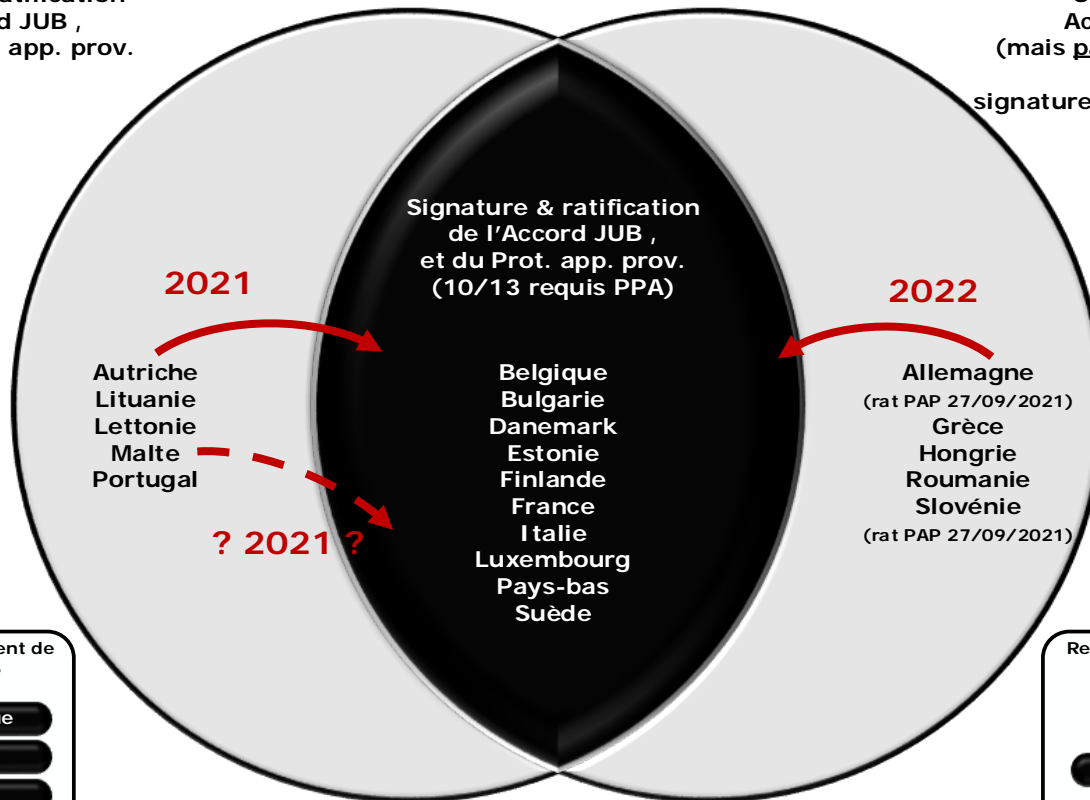 d JUB ,
app. prov.
(mais
signature
Signature & ratification
de l'Accord JUB ,
et du Prot. app. prov.
(10/13 requis PPA)
2021
2022
Autriche
Lituanie
Lettonie
Malte
Portugal
? 2021 ?
Belgique
Bulgarie
Danemark
Estonie
Finlande
France
Italie
Luxembourg
Pays-bas
Suède
Allemagne
(rat PAP 27/09/2021)
Grèce
Hongrie
Roumanie
Slovénie
(rat PAP 27/09/2021)
ent de
Re